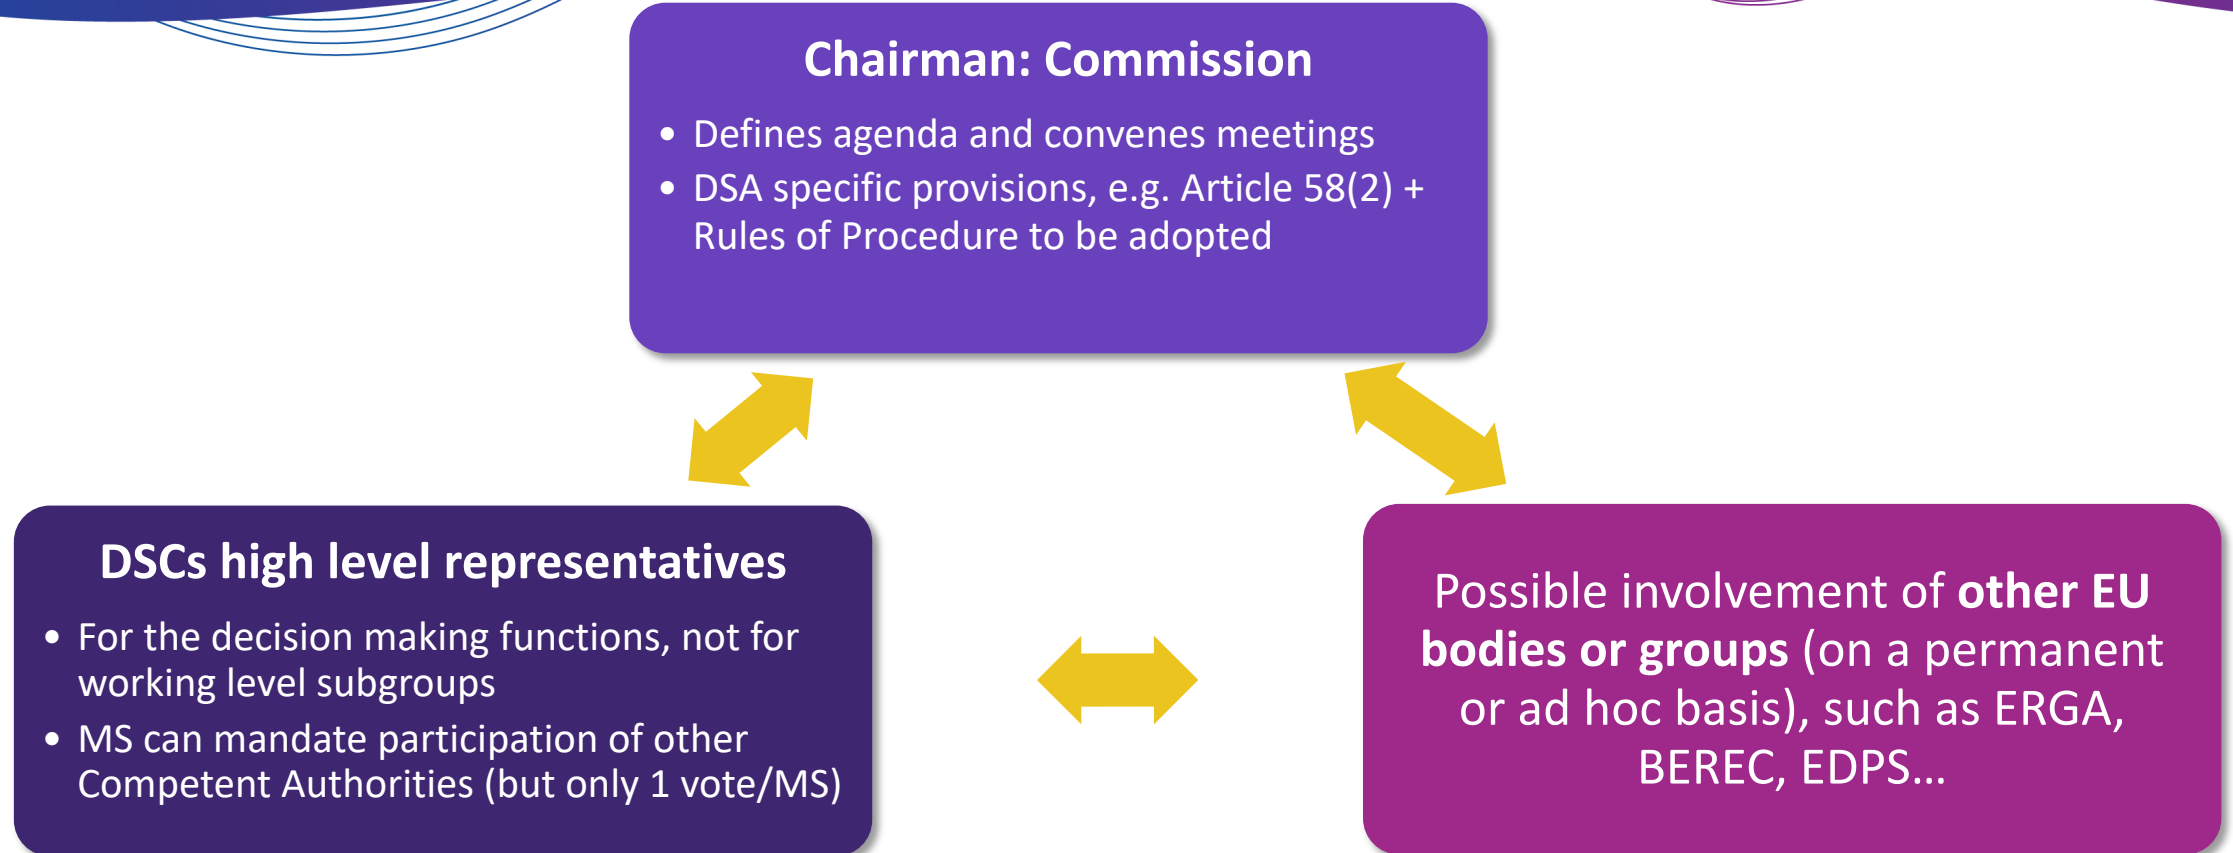 Chairman: Commission
• Defines agenda and convenes meetings
• DSA specific provisions, e.g. Article 58(2) +
Rules of Procedure to be adopted
DSCs high level representatives
• For the decision making functions, not for
working level subgroups
• MS can mandate participation of other
Competent Authorities (but only 1 vote/MS)
Possible involvement of other EU
bodies or groups (on a permanent
or ad hoc basis), such as ERGA,
BEREC, EDPS…